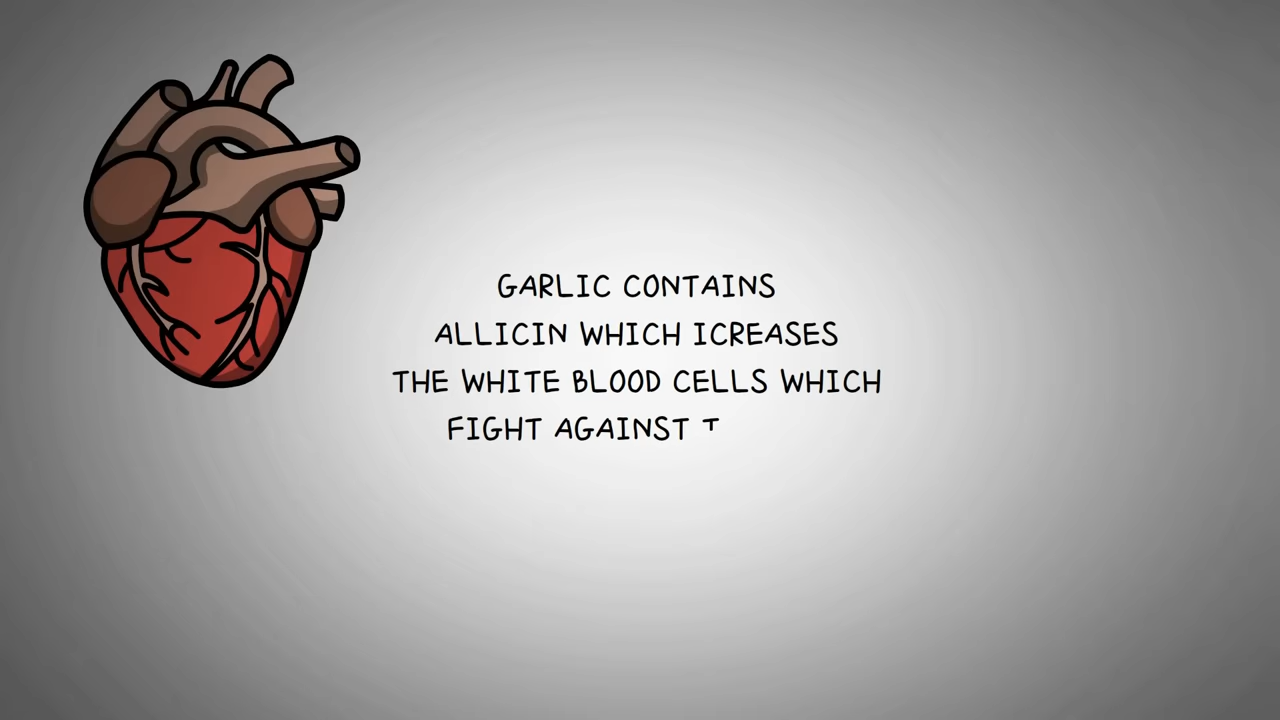 GARLIC CONTAINS
ALLICIN WHICH ICREASES
THE WHITE BLOOD CELLS WHICH
FIGHT AGAINST T